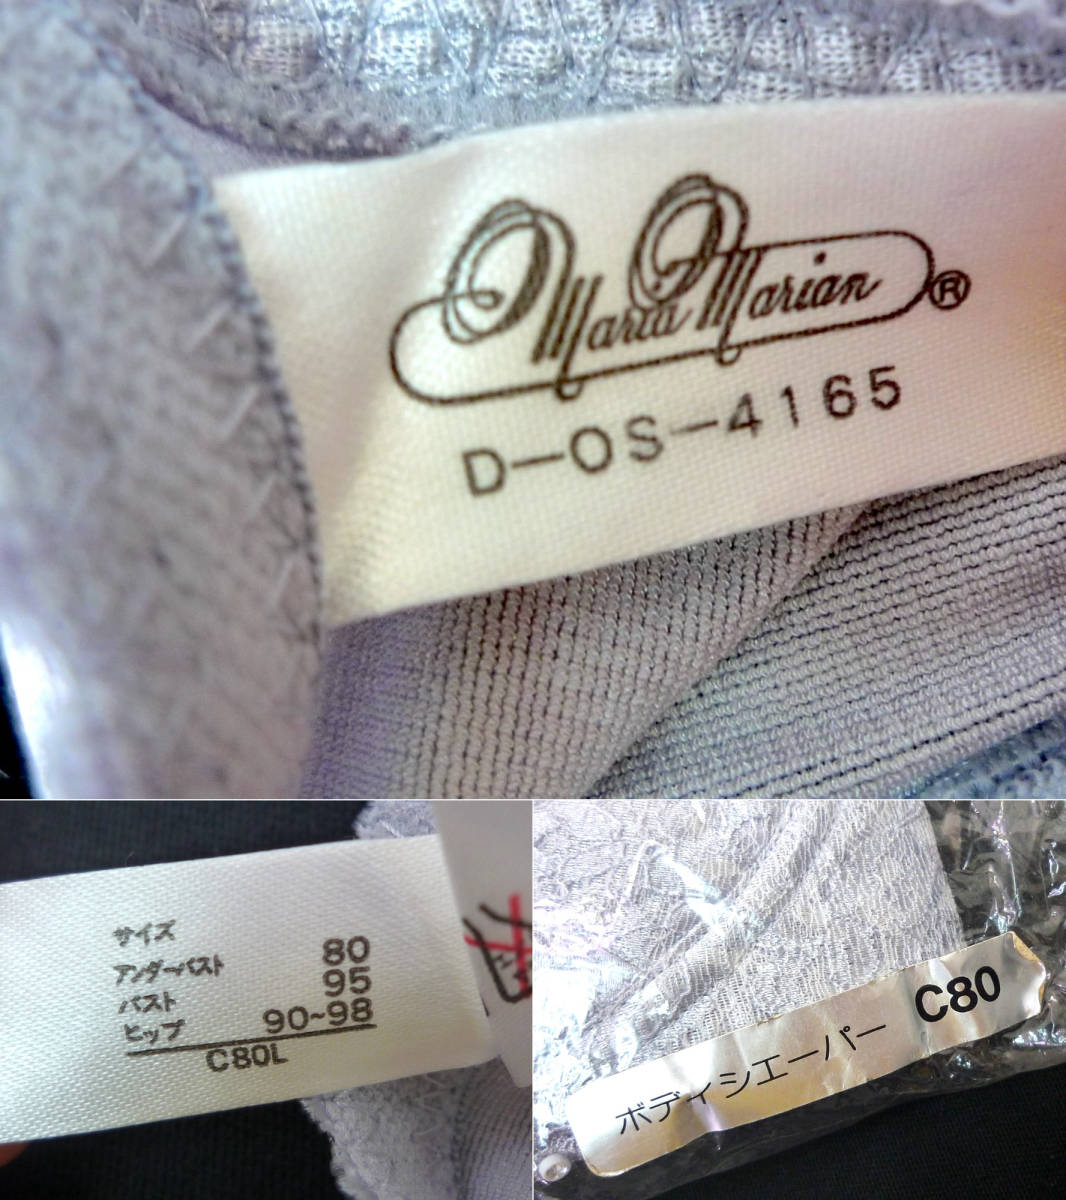 Maria Marian ®
D-OS-4165
サイズ
アンダーバスト 80
バスト 95
ヒップ 90~98
C80L
ボディシエーパー C80